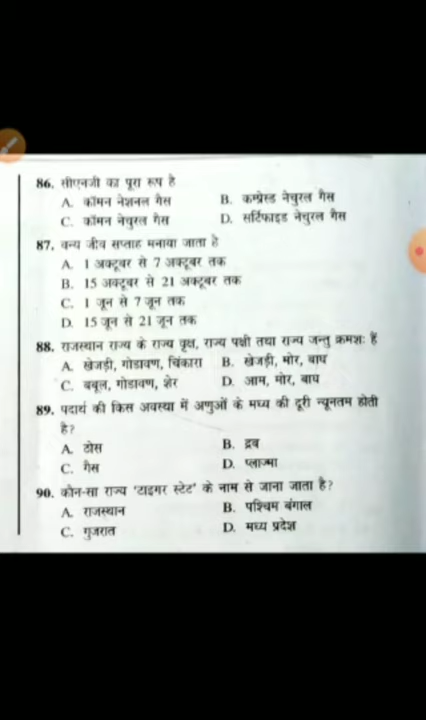 86. सीएनजी का पूरा रूप है
A. कॉमन नेशनल गैस B. कम्प्रेस्ड नेचुरल गैस
C. कॉमन नेचुरल गैस D. सर्टिफाइड नेचुरल गैस
87. वन्य जीव सप्ताह मनाया जाता है
A. 1 अक्टूबर से 7 अक्टूबर तक
B. 15 अक्टूबर से 21 अक्टूबर तक
C. 1 जून से 7 जून तक
D. 15 जून से 21 जून तक
88. राजस्थान राज्य के राज्य वृक्ष, राज्य पक्षी तथा राज्य जन्तु क्रमशः हैं
A. खेजड़ी, गोडावण, चिंकारा B. खेजड़ी, मोर, बाघ
C. बबूल, गोडावण, शेर D. आम, मोर, बाघ
89. पदार्थ की किस अवस्था में अणुओं के मध्य की दूरी न्यूनतम होती
है?
A. ठोस B. द्रव
C. गैस D. प्लाज्मा
90. कौन-सा राज्य 'टाइगर स्टेट' के नाम से जाना जाता है?
A. राजस्थान B. पश्चिम बंगाल
C. गुजरात D. मध्य प्रदेश